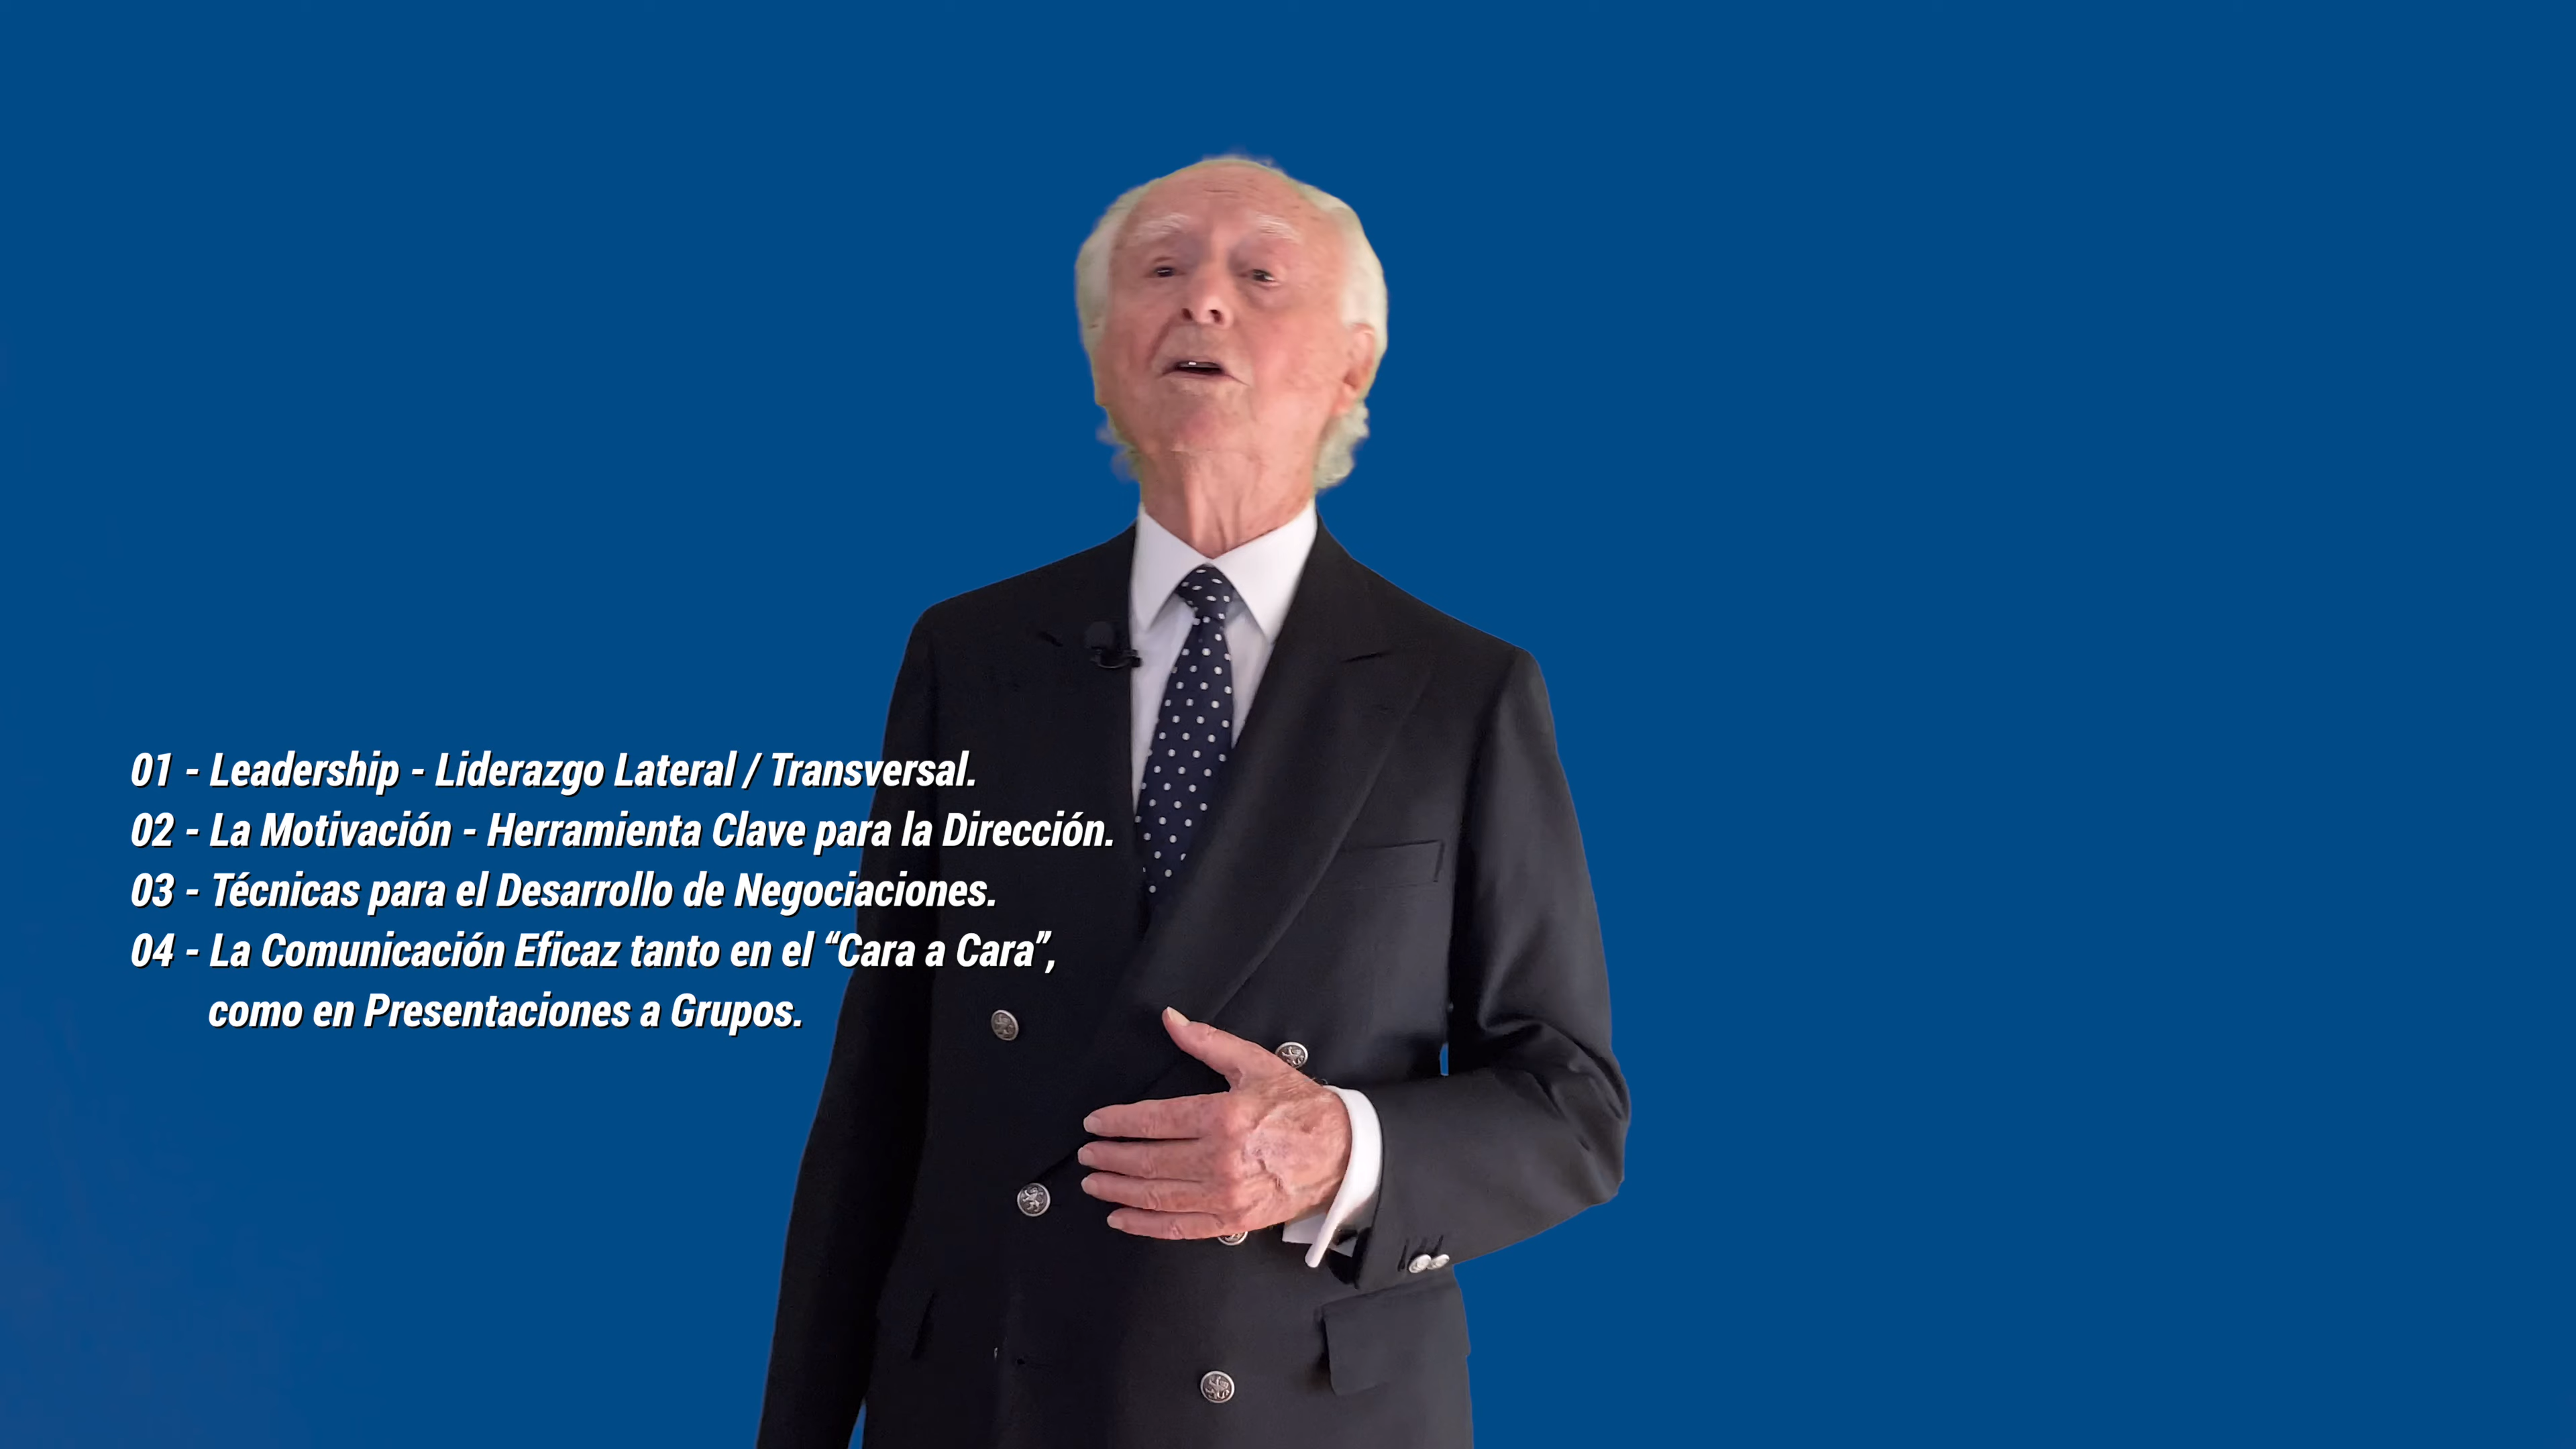 01 - Leadership - Liderazgo Lateral / Transversal.
02 - La Motivación - Herramienta Clave para la Dirección.
03 - Técnicas para el Desarrollo de Negociaciones.
04 - La Comunicación Eficaz tanto en el “Cara a Cara”,
como en Presentaciones a Grupos.